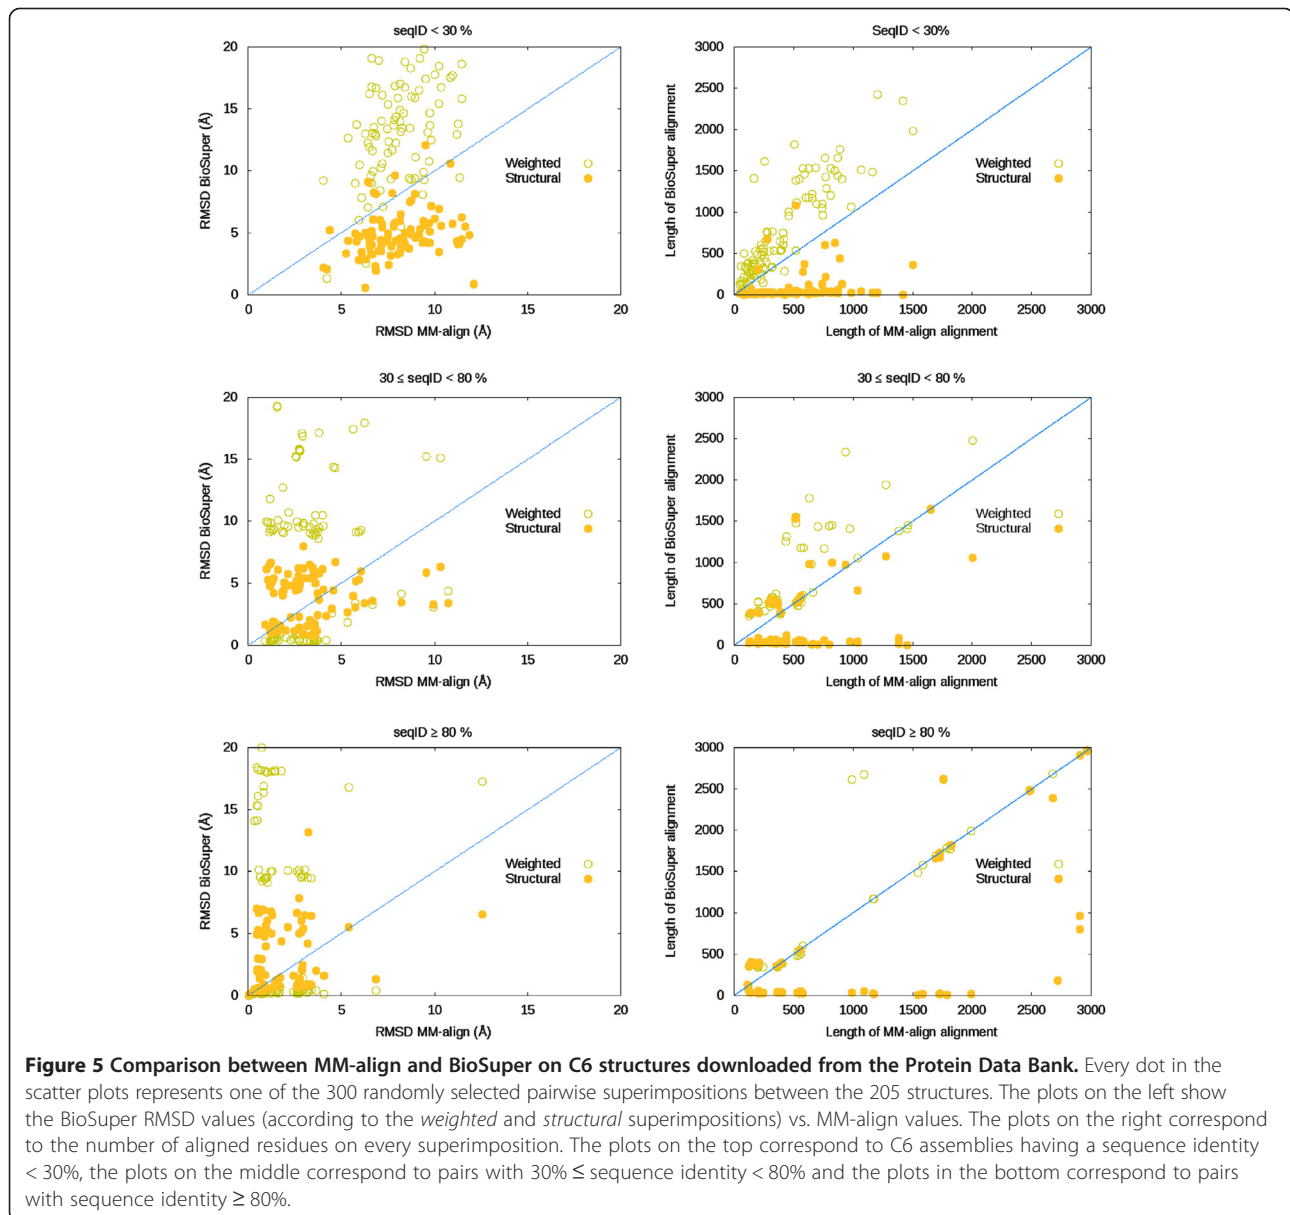 seqID < 30 %
20
15
10
5
0
0
5
10
15
20
RMSD BioSuper (Å)
RMSD MM-align (Å)
Weighted
Structural
SeqID < 30%
3000
2500
2000
1500
1000
500
0
0
500
1000
1500
2000
2500
3000
Length of BioSuper alignment
Length of MM-align alignment
Weighted
Structural
30 ≤ seqID < 80 %
20
15
10
5
0
0
5
10
15
20
RMSD BioSuper (Å)
RMSD MM-align (Å)
Weighted
Structural
30 ≤ seqID < 80 %
3000
2500
2000
1500
1000
500
0
0
500
1000
1500
2000
2500
3000
Length of BioSuper alignment
Length of MM-align alignment
Weighted
Structural
seqID ≥ 80 %
20
15
10
5
0
0
5
10
15
20
RMSD BioSuper (Å)
RMSD MM-align (Å)
Weighted
Structural
seqID ≥ 80 %
3000
2500
2000
1500
1000
500
0
0
500
1000
1500
2000
2500
3000
Length of BioSuper alignment
Length of MM-align alignment
Weighted
Structural
Figure 5 Comparison between MM-align and BioSuper on C6 structures downloaded from the Protein Data Bank. Every dot in the
scatter plots represents one of the 300 randomly selected pairwise superimpositions between the 205 structures. The plots on the left show
the BioSuper RMSD values (according to the weighted and structural superimpositions) vs. MM-align values. The plots on the right correspond
to the number of aligned residues on every superimposition. The plots on the top correspond to C6 assemblies having a sequence identity
< 30%, the plots on the middle correspond to pairs with 30% ≤ sequence identity < 80% and the plots in the bottom correspond to pairs
with sequence identity ≥ 80%.